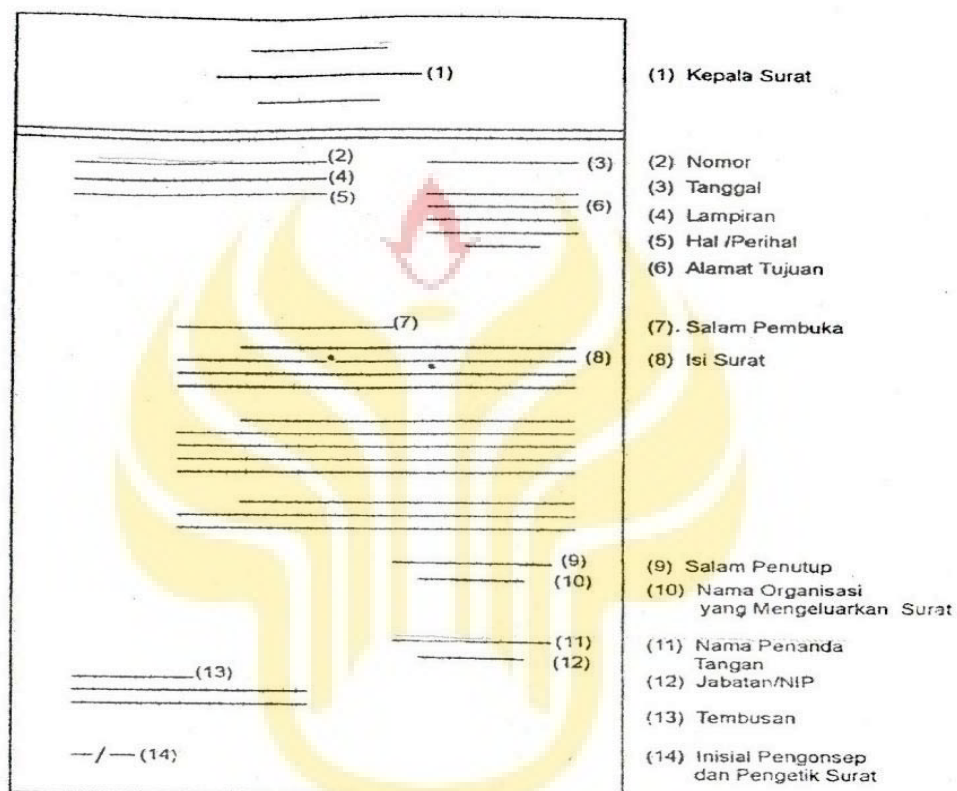 (1)
(1) Kepala Surat
(2)
(3)
(2) Nomor
(4)
(3) Tanggal
(5)
(6)
(4) Lampiran
(5) Hal /Perihal
(6) Alamat Tujuan
(7)
(7). Salam Pembuka
(8)
(8) Isi Surat
(9)
(9) Salam Penutup
(10)
(10) Nama Organisasi
yang Mengeluarkan Surat
(11)
(11) Nama Penanda
Tangan
(12)
(12) Jabatan/NIP
(13)
(13) Tembusan
(14)
(14) Inisial Pengonsep
dan Pengetik Surat